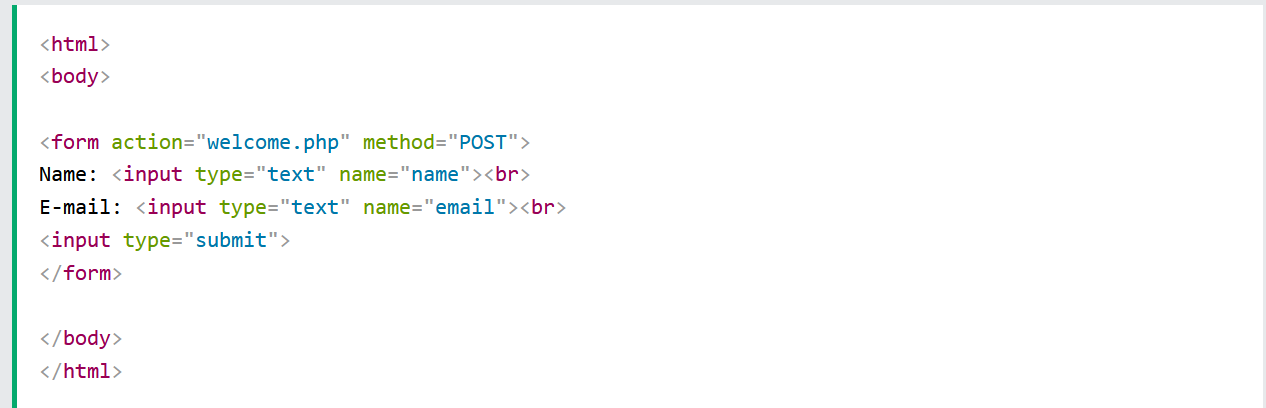 <html>
<body>
<form action="welcome.php" method="POST">
Name: <input type="text" name="name"><br>
E-mail: <input type="text" name="email"><br>
<input type="submit">
</form>
</body>
</html>